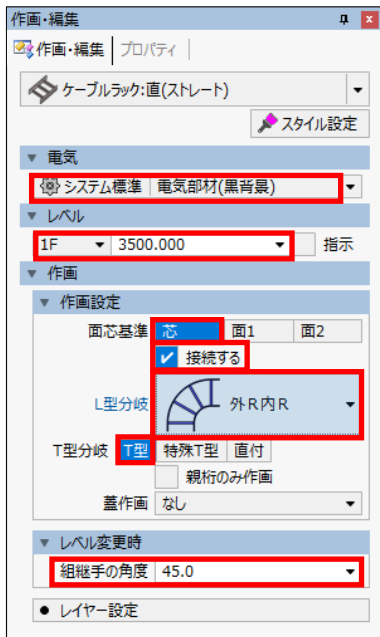 作画・編集
作画・編集 プロパティ
ケーブルラック:直(ストレート)
スタイル設定
電気
システム標準 電気部材(黒背景)
レベル
1F 3500.000 指示
作画
作画設定
面芯基準 芯 面1 面2
接続する
L型分岐 外R内R
T型分岐 T型 特殊T型 直付
親桁のみ作画
蓋作画 なし
レベル変更時
組継手の角度 45.0
レイヤー設定